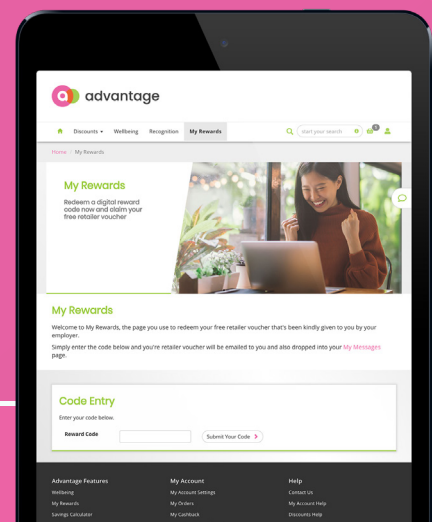 advantage
Discounts Wellbeing Recognition My Rewards start your search 1
Home / My Rewards
My Rewards
Redeem a digital reward
code now and claim your
free retailer voucher
My Rewards
Welcome to My Rewards, the page you use to redeem your free retailer voucher that's been kindly given to you by your
employer.
Simply enter the code below and you're retailer voucher will be emailed to you and also dropped into your My Messages
page.
Code Entry
Enter your code below.
Reward Code Submit Your Code
Advantage Features My Account Help
Wellbeing My Account Settings Contact Us
My Rewards My Orders My Account Help
Savings Calculator My Cashback Discounts Help